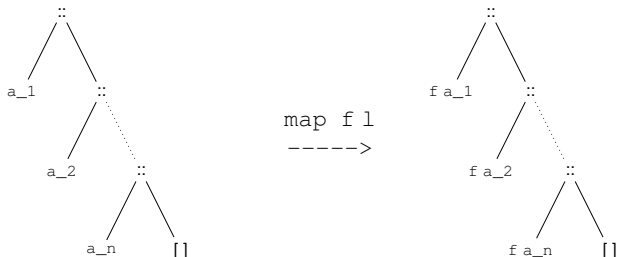 :: ::
a_1 :: f a_1 ::
map f l
----->
a_2 :: f a_2 ::
a_n [] f a_n []